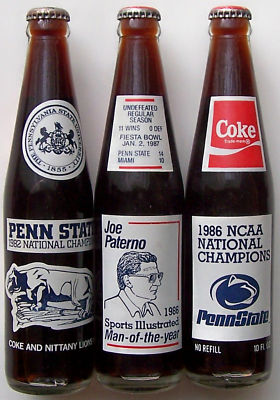 THE PENNSYLVANIA STATE
1855
PENN STATE
1982 NATIONAL CHAMPIONS
COKE AND NITTANY LIONS
UNDEFEATED
REGULAR
SEASON
11 WINS 0 DEF
FIESTA BOWL
JAN. 2, 1987
PENN STATE 14
MIAMI 10
Joe
Paterno
1986
Sports Illustrated
Man-of-the-year
Coke
trade-mark
1986 NCAA
NATIONAL
CHAMPIONS
PennState
NO REFILL 10 FL. OZ